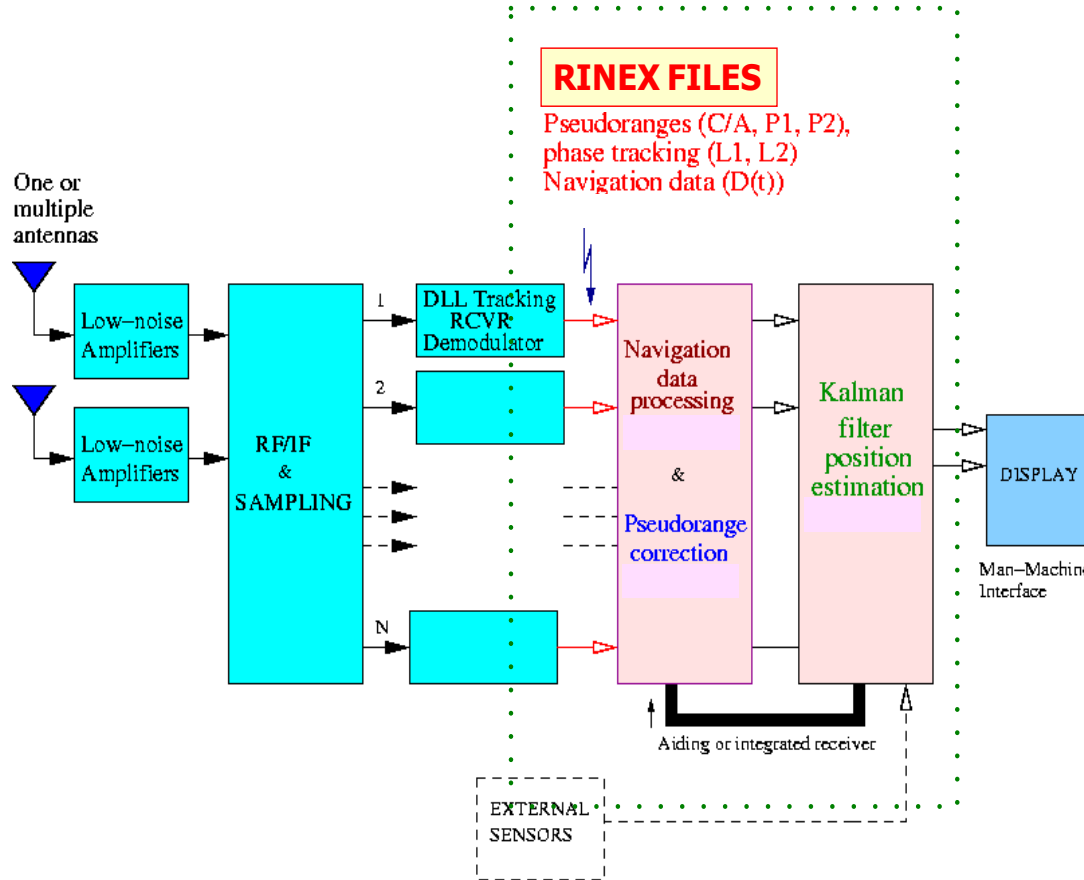 RINEX FILES
Pseudoranges (C/A, P1, P2),
phase tracking (L1, L2)
Navigation data (D(t))
One or
multiple
antennas
Low–noise
Amplifiers
Low–noise
Amplifiers
RF/IF
&
SAMPLING
1
2
N
DLL Tracking
RCVR
Demodulator
Navigation
data
processing
&
Pseudorange
correction
Kalman
filter
position
estimation
DISPLAY
Man–Machine
Interface
Aiding or integrated receiver
EXTERNAL
SENSORS